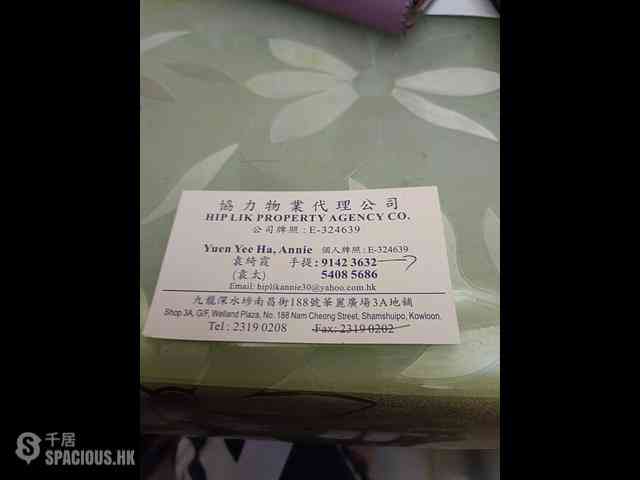 協力物業代理公司
HIP LIK PROPERTY AGENCY CO.
公司牌照 : E-324639
Yuen Yee Ha, Annie 個人牌照 : E-324639
袁綺霞 手提 : 9142 3632
(袁太) 5408 5686
Email: hiplikannie30@yahoo.com.hk
九龍深水埗南昌街188號華麗廣場3A地舖
Shop 3A, G/F, Welland Plaza, No. 188 Nam Cheong Street, Shamshuipo, Kowloon.
Tel : 2319 0208 Fax: 2319 0202
千居
SPACIOUS.HK